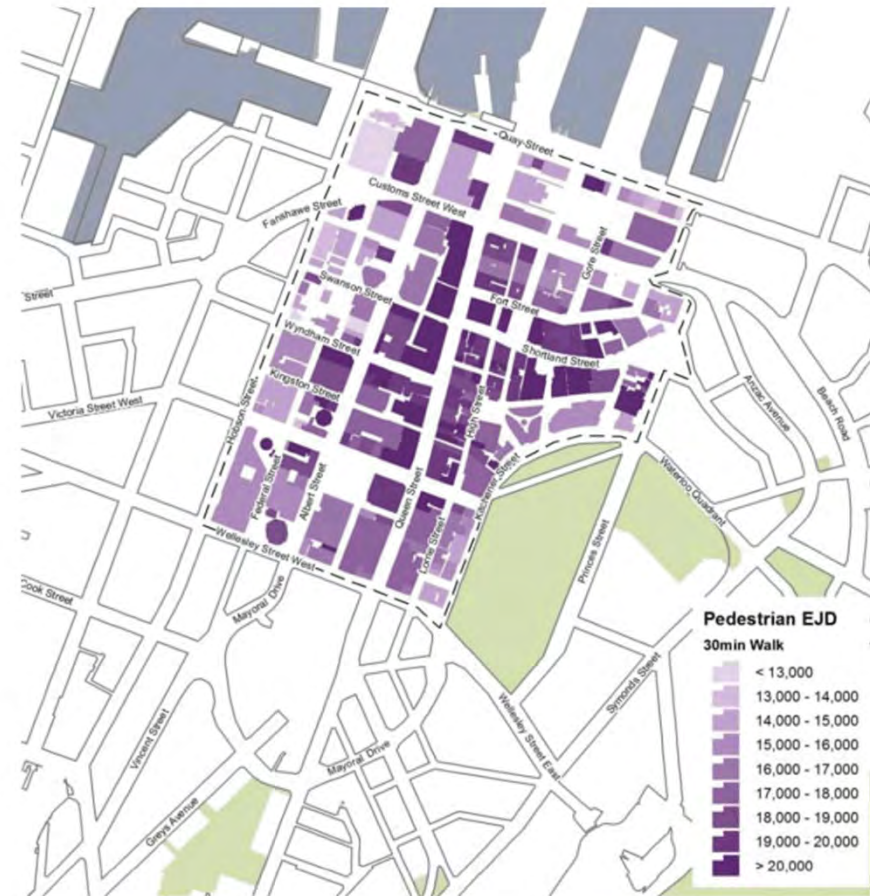 Quay Street
Customs Street West
Fanshawe Street
Gore Street
Swanson Street
Street
Fort Street
Wyndham Street
Shortland Street
Kingston Street
Hobson Street
High Street
Anzac Avenue
Beach Road
Victoria Street West
Federal Street
Albert Street
Queen Street
Kitchener Street
Waterloo Quadrant
Lorne Street
Wellesley Street West
Princes Street
Cook Street
Mayoral Drive
Pedestrian EJD
30min Walk
< 13,000
13,000 - 14,000
14,000 - 15,000
15,000 - 16,000
16,000 - 17,000
17,000 - 18,000
18,000 - 19,000
19,000 - 20,000
> 20,000
Symonds Street
Vincent Street
Wellesley Street East
Mayoral Drive
Greys Avenue